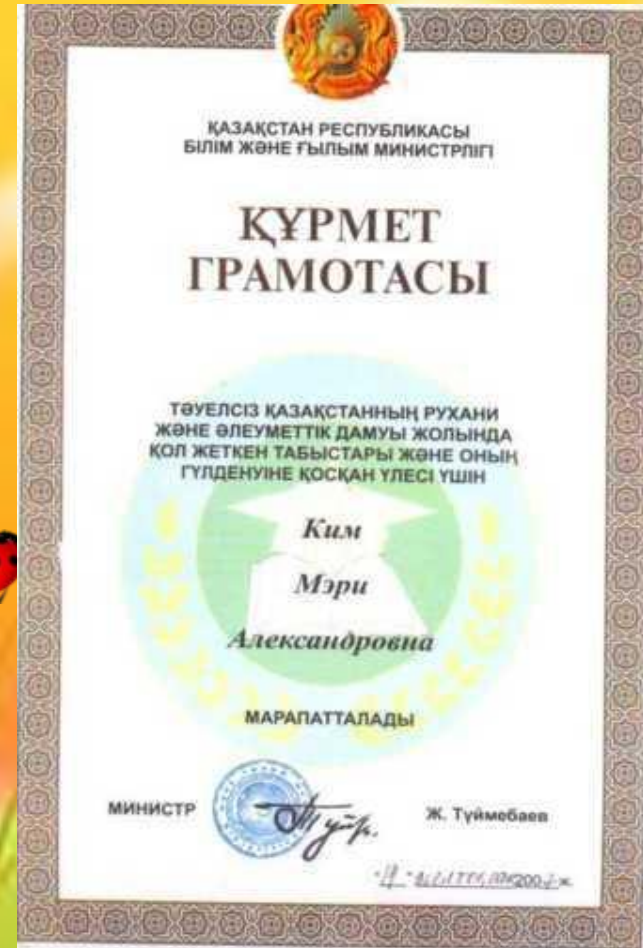 ҚАЗАҚСТАН РЕСПУБЛИКАСЫ
БІЛІМ ЖӘНЕ ҒЫЛЫМ МИНИСТРЛІГІ
ҚҰРМЕТ
ГРАМОТАСЫ
ТӘУЕЛСІЗ ҚАЗАҚСТАННЫҢ РУХАНИ
ЖӘНЕ ӘЛЕУМЕТТІК ДАМУЫ ЖОЛЫНДА
ҚОЛ ЖЕТКЕН ТАБЫСТАРЫ ЖӘНЕ ОНЫҢ
ГҮЛДЕНУІНЕ ҚОСҚАН ҮЛЕСІ ҮШІН
Ким
Мэри
Александровна
МАРАПАТТАЛАДЫ
МИНИСТР
Ж. Түймебаев